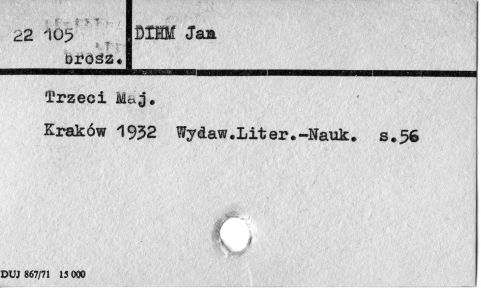 22 105
brosz.
DIHM Jan
Trzeci Maj.
Kraków 1932 Wydaw.Liter.-Nauk. s.56
DUJ 867/71 15 000